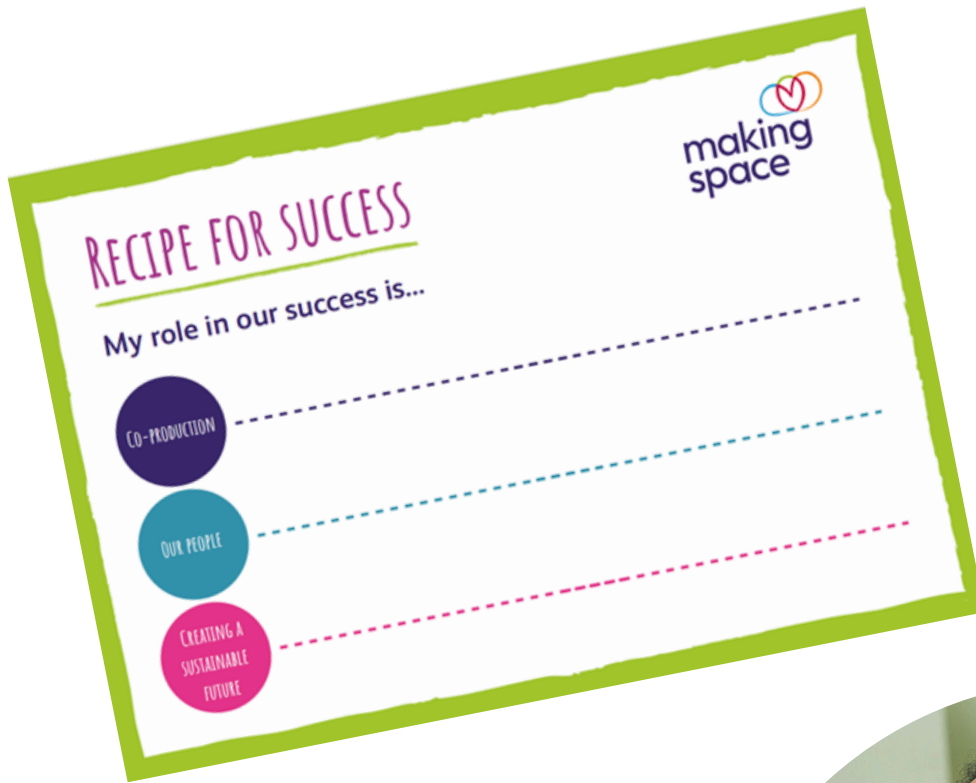 making
space
Recipe for success
My role in our success is...
Co-production
Our people
Creating a
sustainable
future